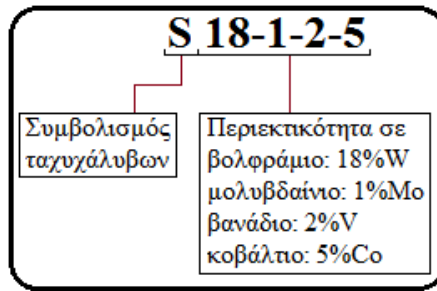 S 18-1-2-5
Συμβολισμός
ταχυχάλυβων
Περιεκτικότητα σε
βολφράμιο: 18%W
μολυβδαίνιο: 1%Mo
βανάδιο: 2%V
κοβάλτιο: 5%Co